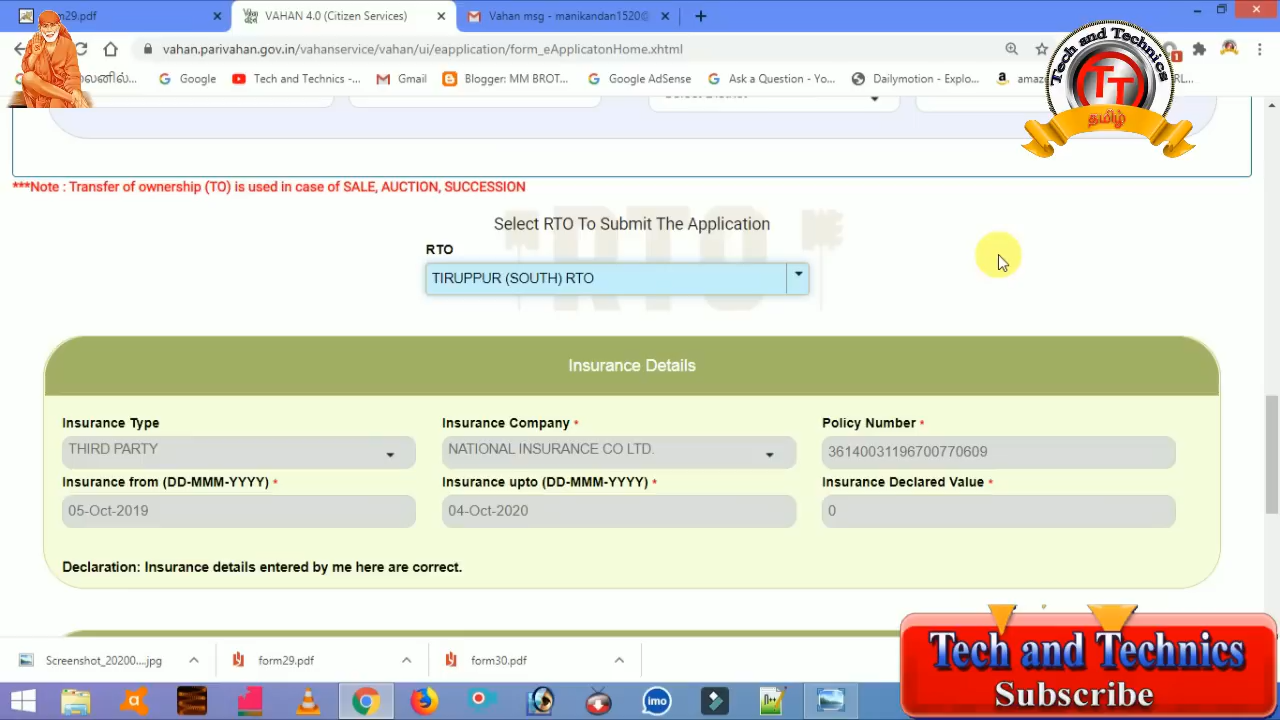 m29.pdf
VAHAN 4.0 (Citizen Services)
Vahan msg - manikandan1520@
vahan.parivahan.gov.in/vahanservice/vahan/ui/eapplication/form_eApplicatonHome.xhtml
Google
Tech and Technics -...
Gmail
Blogger: MM BROT...
Google AdSense
Ask a Question - Yo...
Dailymotion - Explo...
Tech and Technics
TT
தமிழ்
1
Select District
***Note : Transfer of ownership (TO) is used in case of SALE, AUCTION, SUCCESSION
Select RTO To Submit The Application
RTO
RTO
TIRUPPUR (SOUTH) RTO
Insurance Details
Insurance Type
Insurance Company *
Policy Number *
THIRD PARTY
NATIONAL INSURANCE CO LTD.
36140031196700770609
Insurance from (DD-MMM-YYYY) *
Insurance upto (DD-MMM-YYYY) *
Insurance Declared Value *
05-Oct-2019
04-Oct-2020
0
Declaration: Insurance details entered by me here are correct.
Screenshot_20200....jpg
form29.pdf
form30.pdf
Tech and Technics
Subscribe
imo